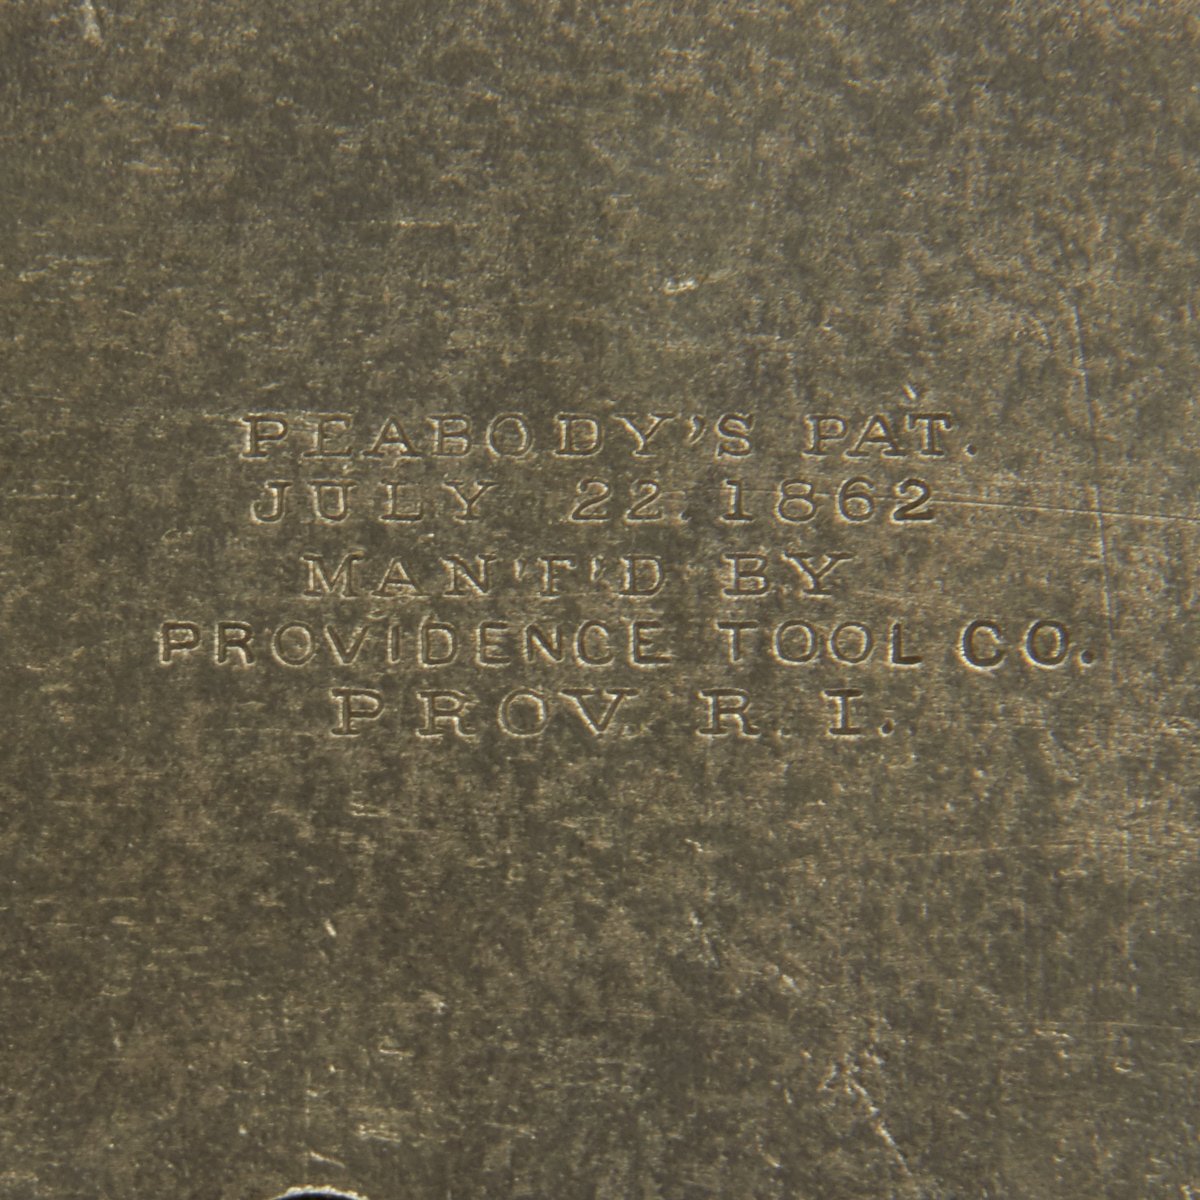 PEABODY'S PAT.
JULY 22. 1862
MAN'F'D BY
PROVIDENCE TOOL CO.
PROV. R. I.